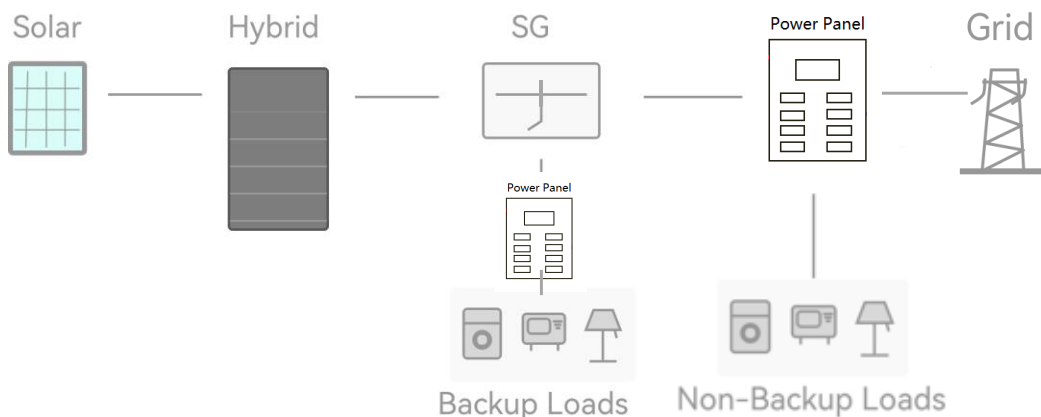 Solar
Hybrid
SG
Power Panel
Grid
Power Panel
Backup Loads
Non-Backup Loads